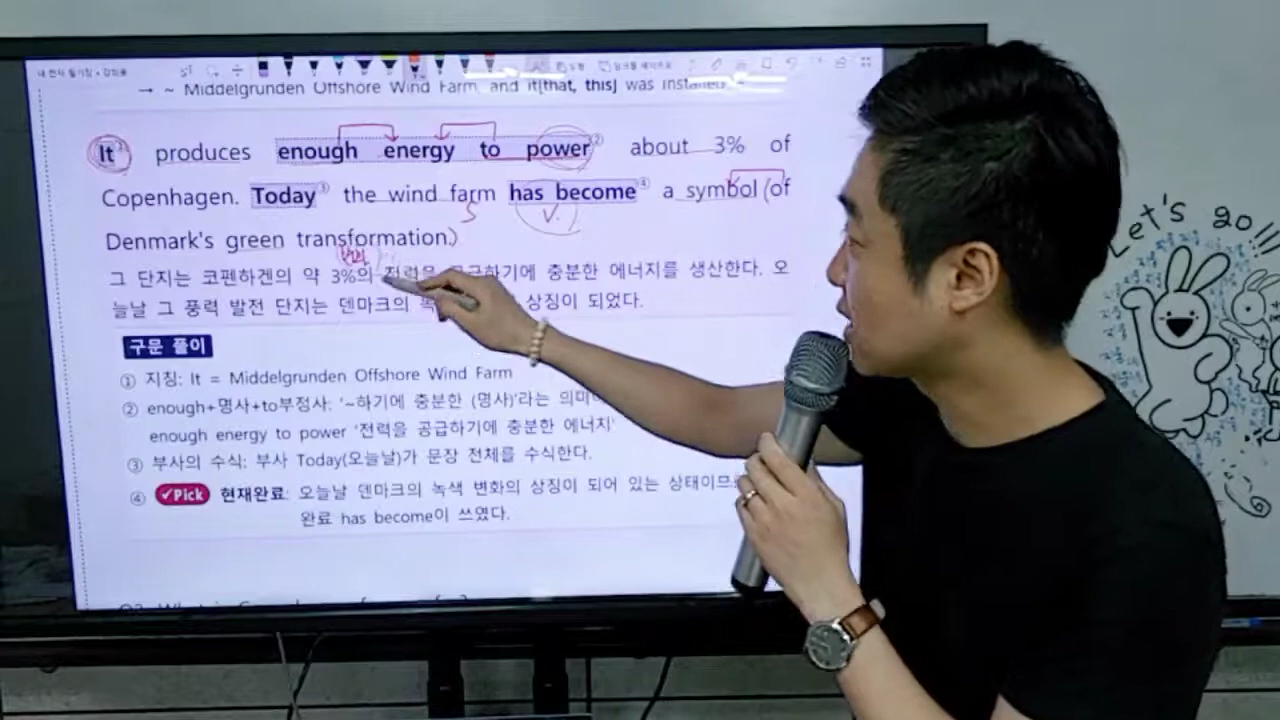 → ~ Middelgrunden Offshore Wind Farm, and it[that, this] was installed ~
It① produces enough energy to power② about 3% of
Copenhagen. Today③ the wind farm has become④ a symbol (of
Denmark's green transformation.)
그 단지는 코펜하겐의 약 3%의 전력을 공급하기에 충분한 에너지를 생산한다. 오
늘날 그 풍력 발전 단지는 덴마크의 상징이 되었다.
구문 풀이
① 지칭: It = Middelgrunden Offshore Wind Farm
② enough+명사+to부정사: '~하기에 충분한 (명사)'라는 의미
enough energy to power '전력을 공급하기에 충분한 에너지'
③ 부사의 수식: 부사 Today(오늘날)가 문장 전체를 수식한다.
④ ✓Pick 현재완료: 오늘날 덴마크의 녹색 변화의 상징이 되어 있는 상태이므
완료 has become이 쓰였다.
Let's go!!!